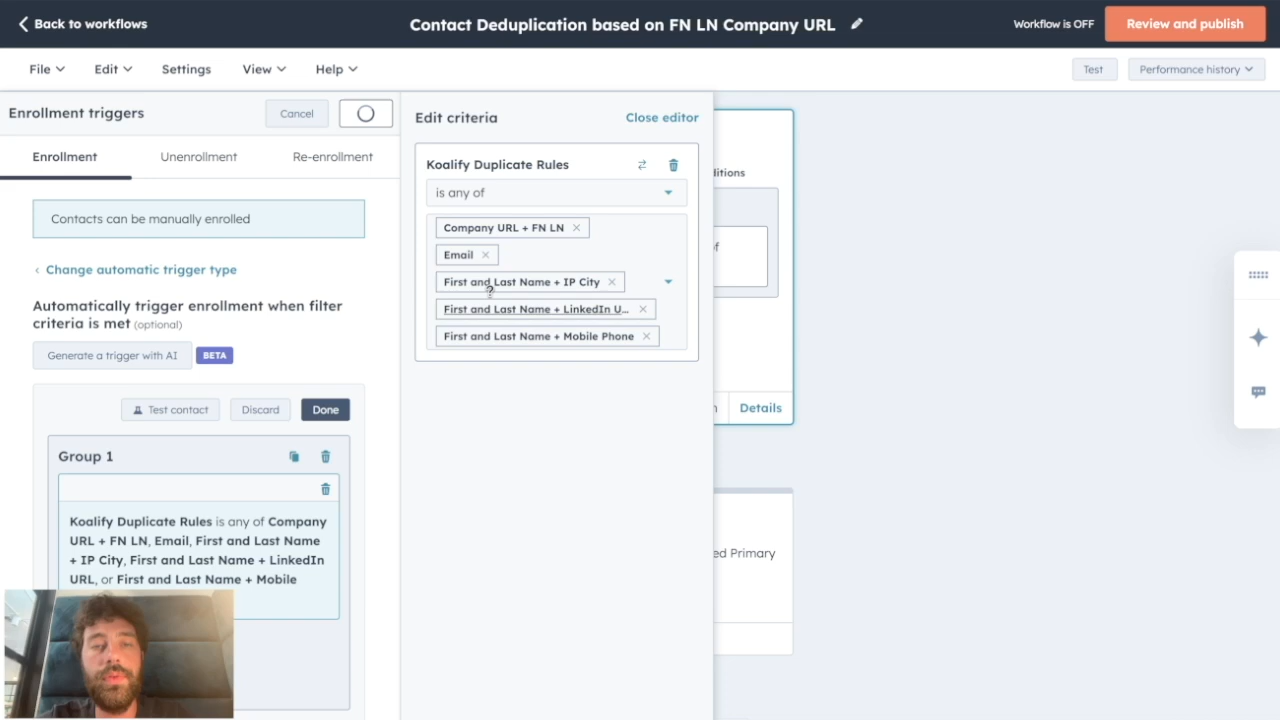 Back to workflows
Contact Deduplication based on FN LN Company URL
Workflow is OFF
Review and publish
File
Edit
Settings
View
Help
Test
Performance history
Enrollment triggers
Cancel
Enrollment
Unenrollment
Re-enrollment
Contacts can be manually enrolled
Change automatic trigger type
Automatically trigger enrollment when filter
criteria is met (optional)
Generate a trigger with AI
BETA
Test contact
Discard
Done
Group 1
Koalify Duplicate Rules is any of Company
URL + FN LN, Email, First and Last Name
+ IP City, First and Last Name + LinkedIn
URL, or First and Last Name + Mobile
Edit criteria
Close editor
Koalify Duplicate Rules
is any of
Company URL + FN LN
Email
First and Last Name + IP City
First and Last Name + LinkedIn U...
First and Last Name + Mobile Phone
ditions
f
n
Details
ed Primary